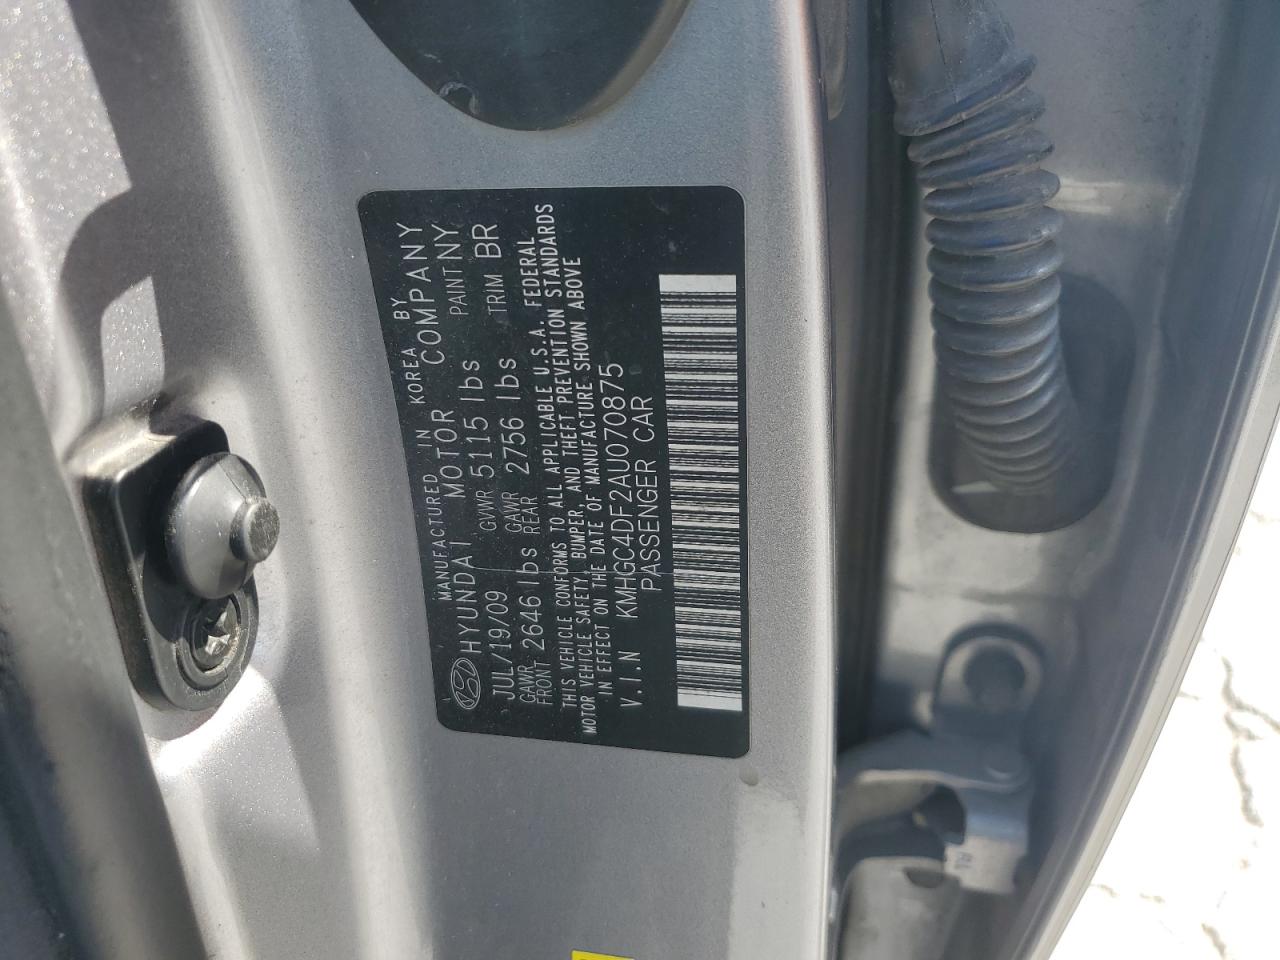 MANUFACTURED IN KOREA BY
HYUNDAI MOTOR COMPANY
JUL/19/09 GVWR 5115 lbs PAINT NY
GAWR FRONT 2646 lbs GAWR REAR 2756 lbs TRIM BR
THIS VEHICLE CONFORMS TO ALL APPLICABLE U.S.A. FEDERAL
MOTOR VEHICLE SAFETY, BUMPER, AND THEFT PREVENTION STANDARDS
IN EFFECT ON THE DATE OF MANUFACTURE SHOWN ABOVE
V.I.N KMHGC4DF2AU070875
PASSENGER CAR
RL